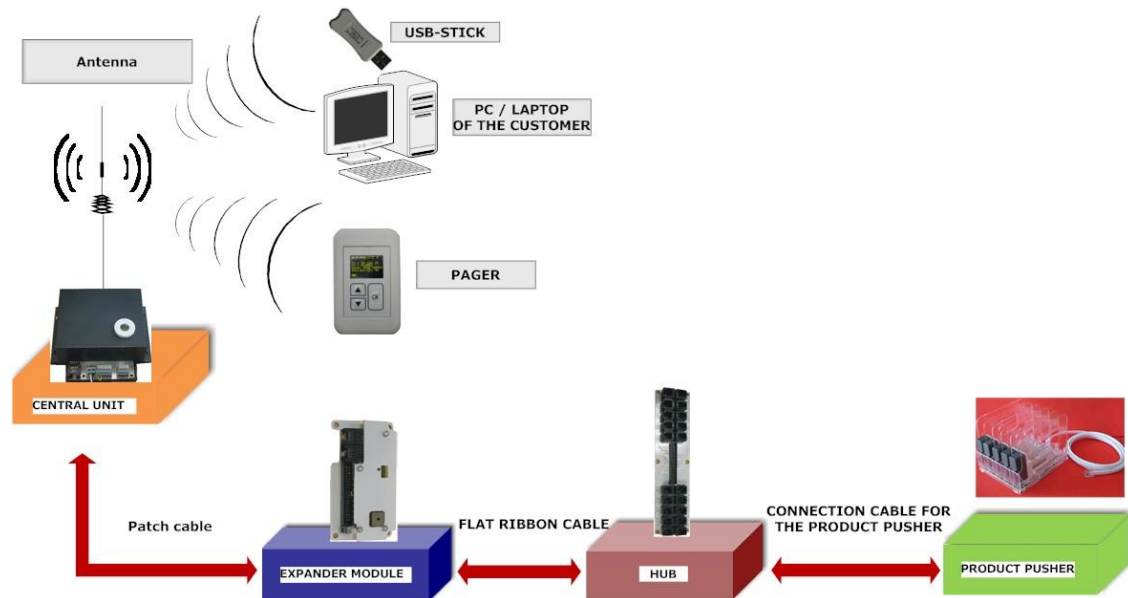 USB-STICK
Antenna
PC / LAPTOP
OF THE CUSTOMER
PAGER
CENTRAL UNIT
Patch cable
FLAT RIBBON CABLE
CONNECTION CABLE FOR
THE PRODUCT PUSHER
EXPANDER MODULE
HUB
PRODUCT PUSHER